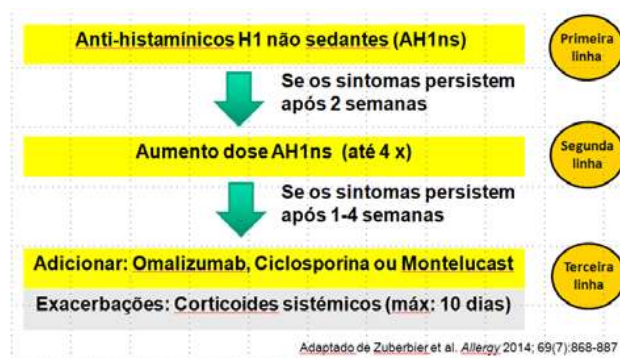 Anti-histamínicos H1 não sedantes (AH1ns)
Primeira
linha
Se os sintomas persistem
após 2 semanas
Aumento dose AH1ns (até 4 x)
Segunda
linha
Se os sintomas persistem
após 1-4 semanas
Adicionar: Omalizumab, Ciclosporina ou Montelucast
Terceira
linha
Exacerbações: Corticoides sistémicos (máx: 10 dias)
Adaptado de Zuberbier et al. Allergy 2014; 69(7):868-887